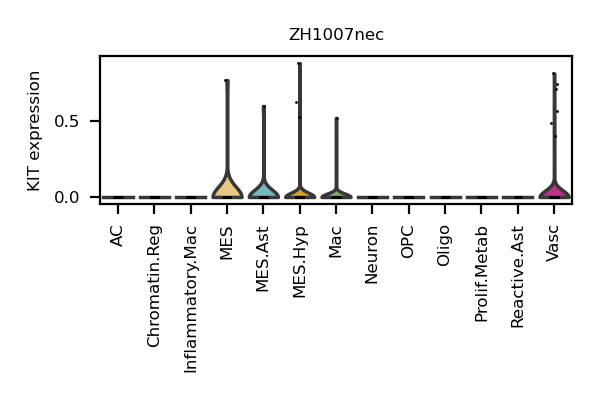 ZH1007nec
KIT expression
0.5
0.0
AC
Chromatin.Reg
Inflammatory.Mac
MES
MES.Ast
MES.Hyp
Mac
Neuron
OPC
Oligo
Prolif.Metab
Reactive.Ast
Vasc